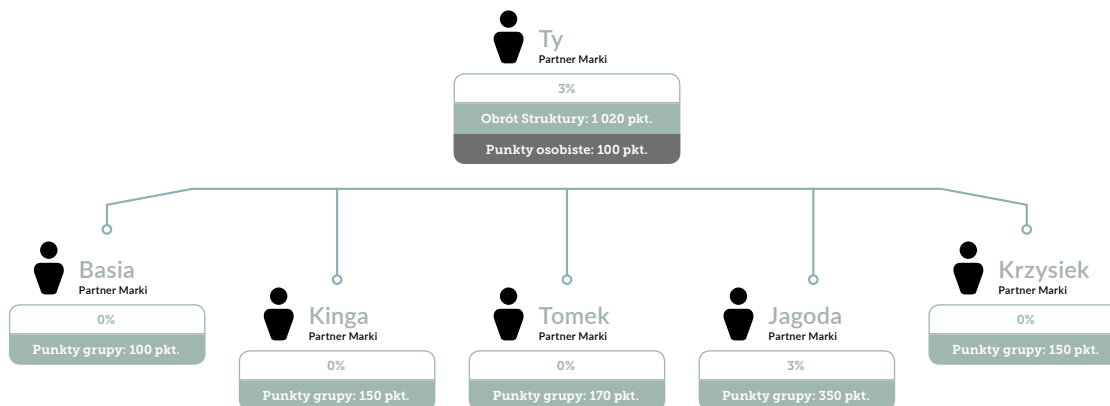 Ty
Partner Marki
3%
Obrót Struktury: 1 020 pkt.
Punkty osobiste: 100 pkt.
Basia
Partner Marki
0%
Punkty grupy: 100 pkt.
Kinga
Partner Marki
0%
Punkty grupy: 150 pkt.
Tomek
Partner Marki
0%
Punkty grupy: 170 pkt.
Jagoda
Partner Marki
3%
Punkty grupy: 350 pkt.
Krzysiek
Partner Marki
0%
Punkty grupy: 150 pkt.